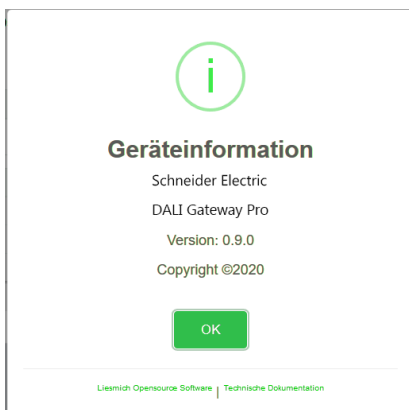 i
Geräteinformation
Schneider Electric
DALI Gateway Pro
Version: 0.9.0
Copyright ©2020
OK
Liesmich Opensource Software | Technische Dokumentation